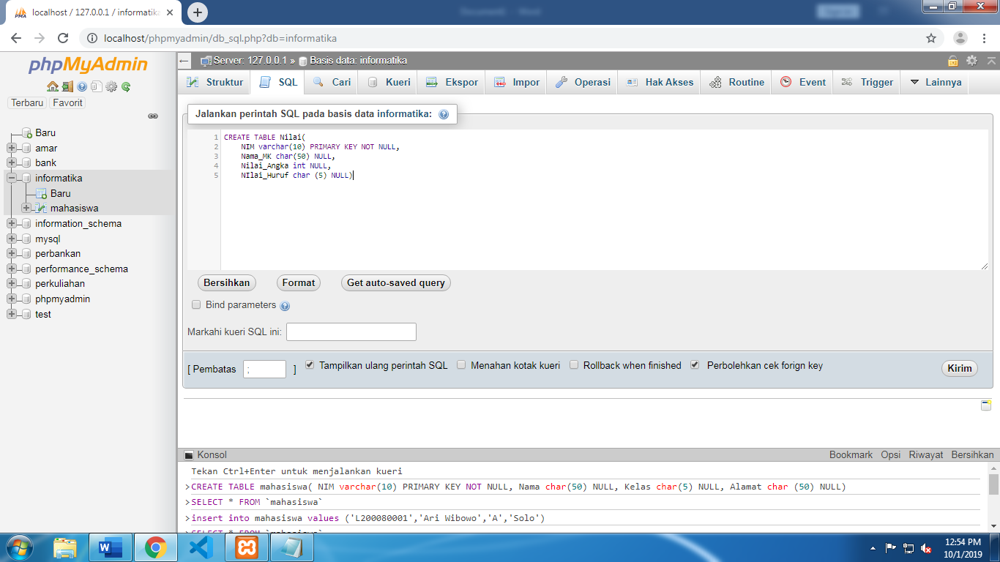 localhost / 127.0.0.1 / informatika
localhost/phpmyadmin/db_sql.php?db=informatika
phpMyAdmin
Terbaru Favorit
Baru
amar
bank
informatika
Baru
mahasiswa
information_schema
mysql
perbankan
performance_schema
perkuliahan
phpmyadmin
test
Server: 127.0.0.1 » Basis data: informatika
Struktur SQL Cari Kueri Ekspor Impor Operasi Hak Akses Routine Event Trigger Lainnya
Jalankan perintah SQL pada basis data informatika:
1 CREATE TABLE Nilai(
2 NIM varchar(10) PRIMARY KEY NOT NULL,
3 Nama_MK char(50) NULL,
4 Nilai_Angka int NULL,
5 NIlai_Huruf char (5) NULL)
Bersihkan Format Get auto-saved query
Bind parameters
Markahi kueri SQL ini:
[ Pembatas ; ] Tampilkan ulang perintah SQL Menahan kotak kueri Rollback when finished Perbolehkan cek forign key Kirim
Konsol Bookmark Opsi Riwayat Bersihkan
Tekan Ctrl+Enter untuk menjalankan kueri
>CREATE TABLE mahasiswa( NIM varchar(10) PRIMARY KEY NOT NULL, Nama char(50) NULL, Kelas char(5) NULL, Alamat char (50) NULL)
>SELECT * FROM `mahasiswa`
>insert into mahasiswa values ('L200080001','Ari Wibowo','A','Solo')
>SELECT * FROM `mahasiswa`
12:54 PM
10/1/2019